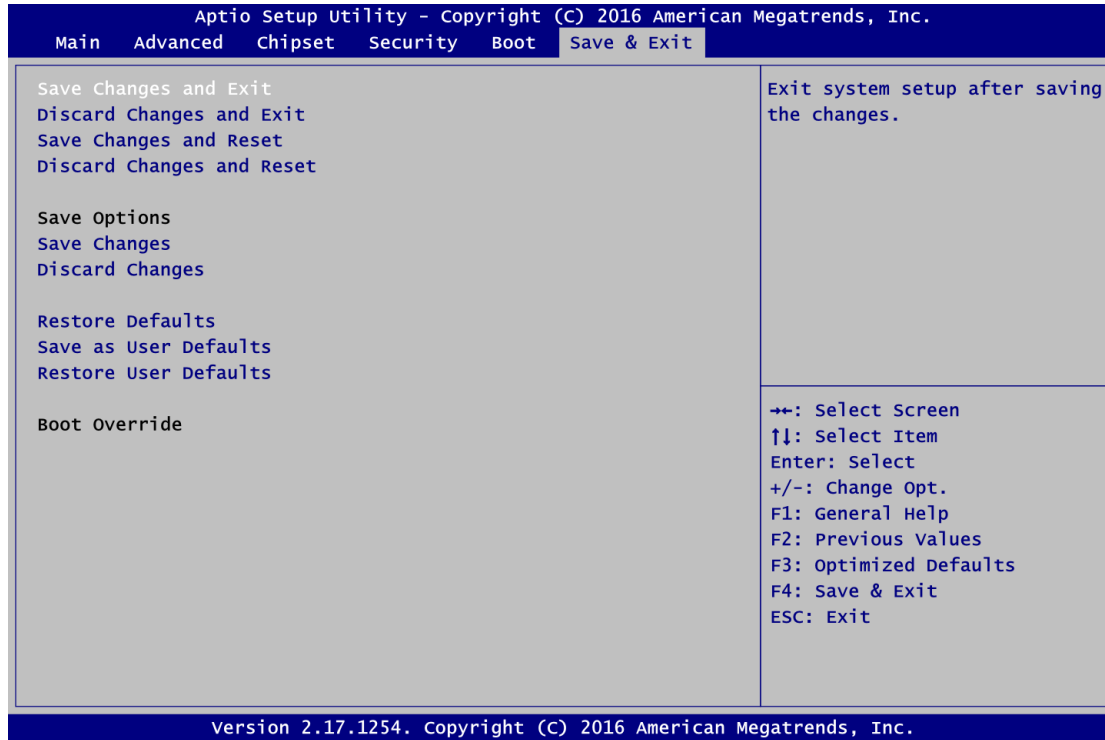 Aptio Setup Utility - Copyright (C) 2016 American Megatrends, Inc.
Main Advanced Chipset Security Boot Save & Exit
Save Changes and Exit
Discard Changes and Exit
Save Changes and Reset
Discard Changes and Reset
Save Options
Save Changes
Discard Changes
Restore Defaults
Save as User Defaults
Restore User Defaults
Boot Override
Exit system setup after saving
the changes.
→←: Select Screen
↑↓: Select Item
Enter: Select
+/-: Change Opt.
F1: General Help
F2: Previous Values
F3: Optimized Defaults
F4: Save & Exit
ESC: Exit
Version 2.17.1254. Copyright (C) 2016 American Megatrends, Inc.